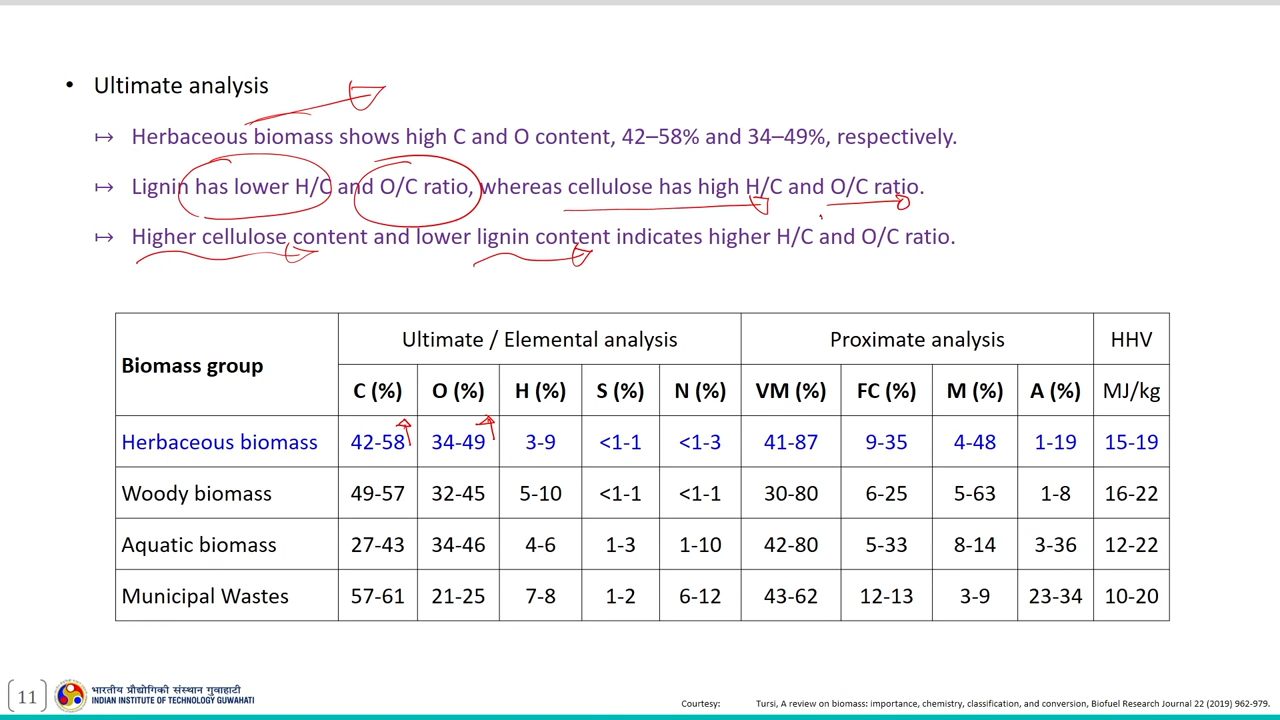 • Ultimate analysis
↦ Herbaceous biomass shows high C and O content, 42–58% and 34–49%, respectively.
↦ Lignin has lower H/C and O/C ratio, whereas cellulose has high H/C and O/C ratio.
↦ Higher cellulose content and lower lignin content indicates higher H/C and O/C ratio.
Biomass group Ultimate / Elemental analysis Proximate analysis HHV
C (%) O (%) H (%) S (%) N (%) VM (%) FC (%) M (%) A (%) MJ/kg
Herbaceous biomass 42-58 34-49 3-9 <1-1 <1-3 41-87 9-35 4-48 1-19 15-19
Woody biomass 49-57 32-45 5-10 <1-1 <1-1 30-80 6-25 5-63 1-8 16-22
Aquatic biomass 27-43 34-46 4-6 1-3 1-10 42-80 5-33 8-14 3-36 12-22
Municipal Wastes 57-61 21-25 7-8 1-2 6-12 43-62 12-13 3-9 23-34 10-20
11
भारतीय प्रौद्योगिकी संस्थान गुवाहाटी
INDIAN INSTITUTE OF TECHNOLOGY GUWAHATI
Courtesy: Tursi, A review on biomass: importance, chemistry, classification, and conversion, Biofuel Research Journal 22 (2019) 962-979.